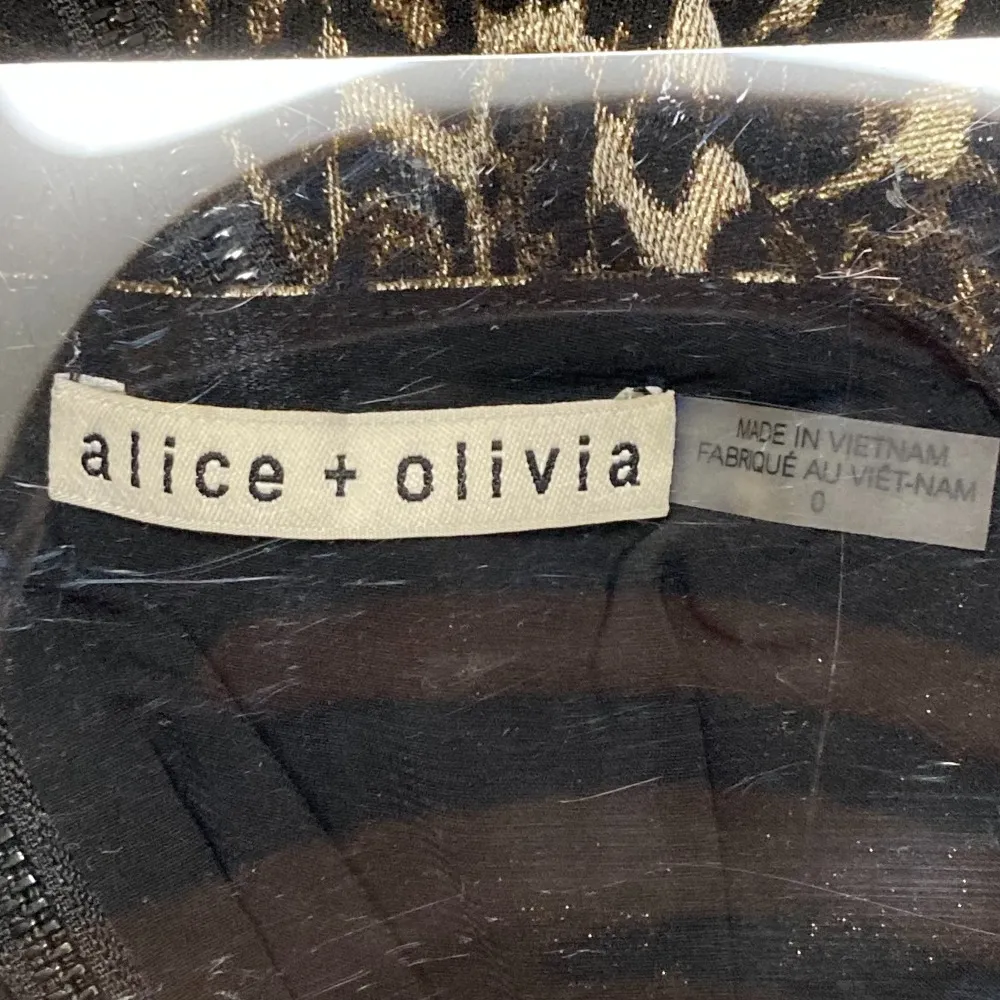 alice + olivia
MADE IN VIETNAM
FABRIQUÉ AU VIÊT-NAM
0